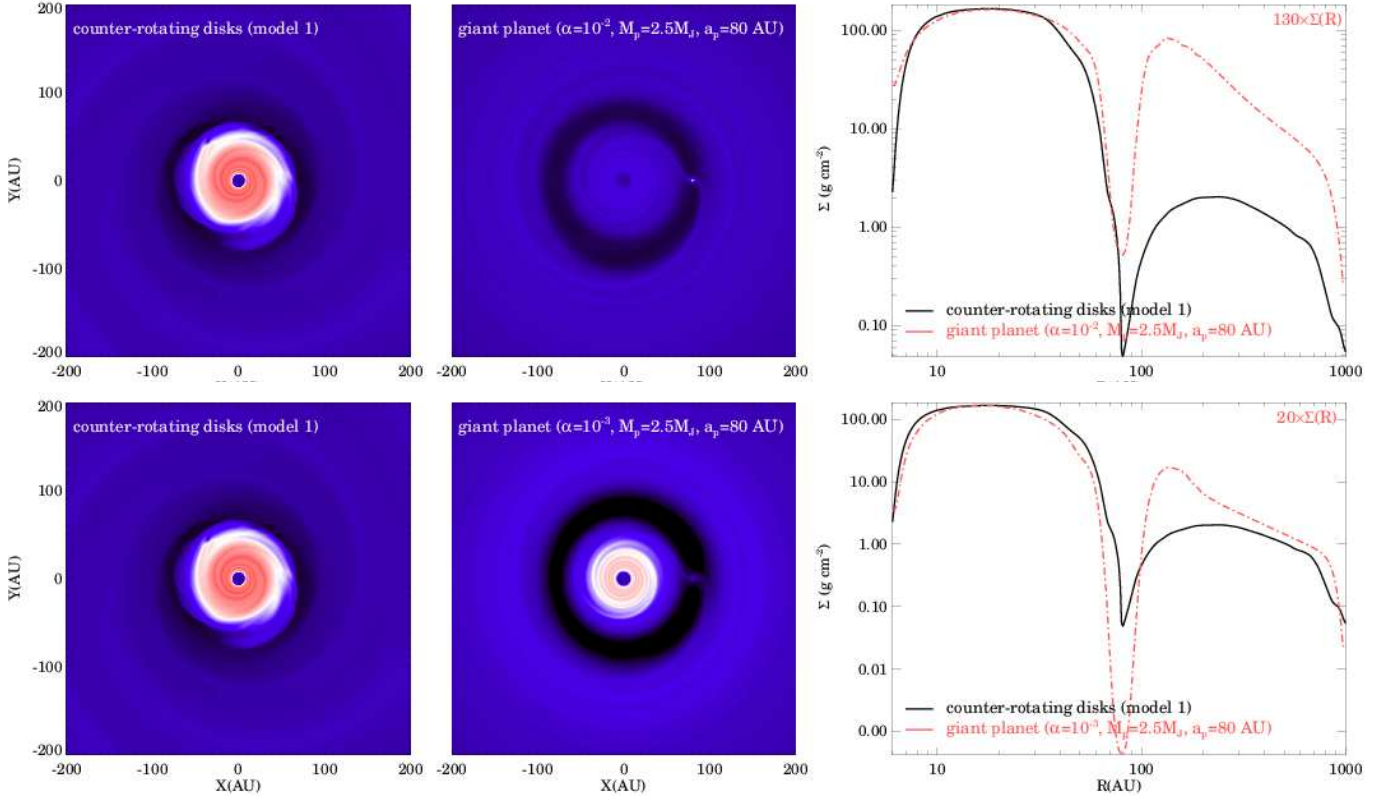 counter-rotating disks (model 1)
Y(AU)
200
100
0
-100
-200
-200 -100 0 100 200
giant planet (α=10⁻², Mₚ=2.5M_J, aₚ=80 AU)
-200 -100 0 100 200
130×Σ(R)
Σ (g cm⁻²)
100.00
10.00
1.00
0.10
counter-rotating disks (model 1)
giant planet (α=10⁻², Mₚ=2.5M_J, aₚ=80 AU)
10 100 1000
counter-rotating disks (model 1)
Y(AU)
200
100
0
-100
-200
-200 -100 0 100 200
X(AU)
giant planet (α=10⁻³, Mₚ=2.5M_J, aₚ=80 AU)
-200 -100 0 100 200
X(AU)
20×Σ(R)
Σ (g cm⁻²)
100.00
10.00
1.00
0.10
0.01
0.00
counter-rotating disks (model 1)
giant planet (α=10⁻³, Mₚ=2.5M_J, aₚ=80 AU)
10 100 1000
R(AU)